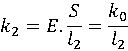 k₂ = E. S/l₂ = k₀/l₂